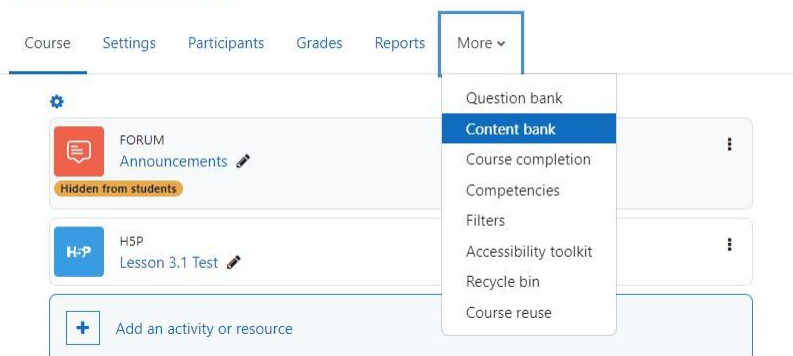 Course Settings Participants Grades Reports More
Question bank
Content bank
Course completion
Competencies
Filters
Accessibility toolkit
Recycle bin
Course reuse
FORUM
Announcements
Hidden from students
H5P
H5P
Lesson 3.1 Test
Add an activity or resource